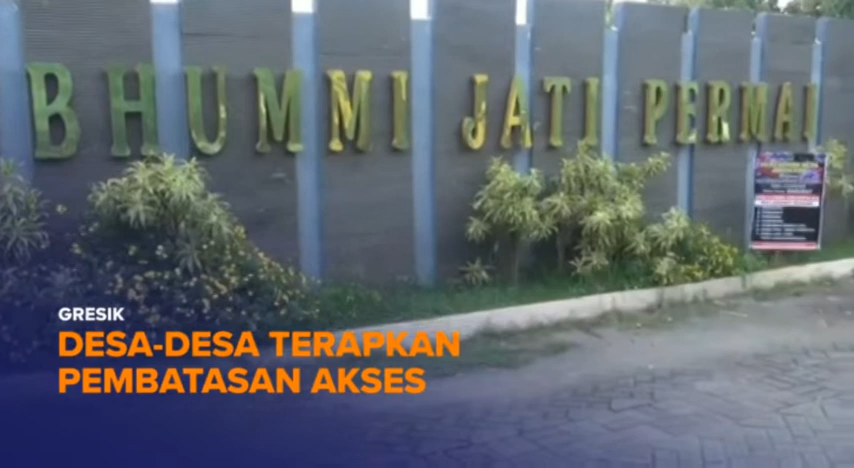 BHUMMI JATI PERMAI
GRESIK
DESA-DESA TERAPKAN
PEMBATASAN AKSES